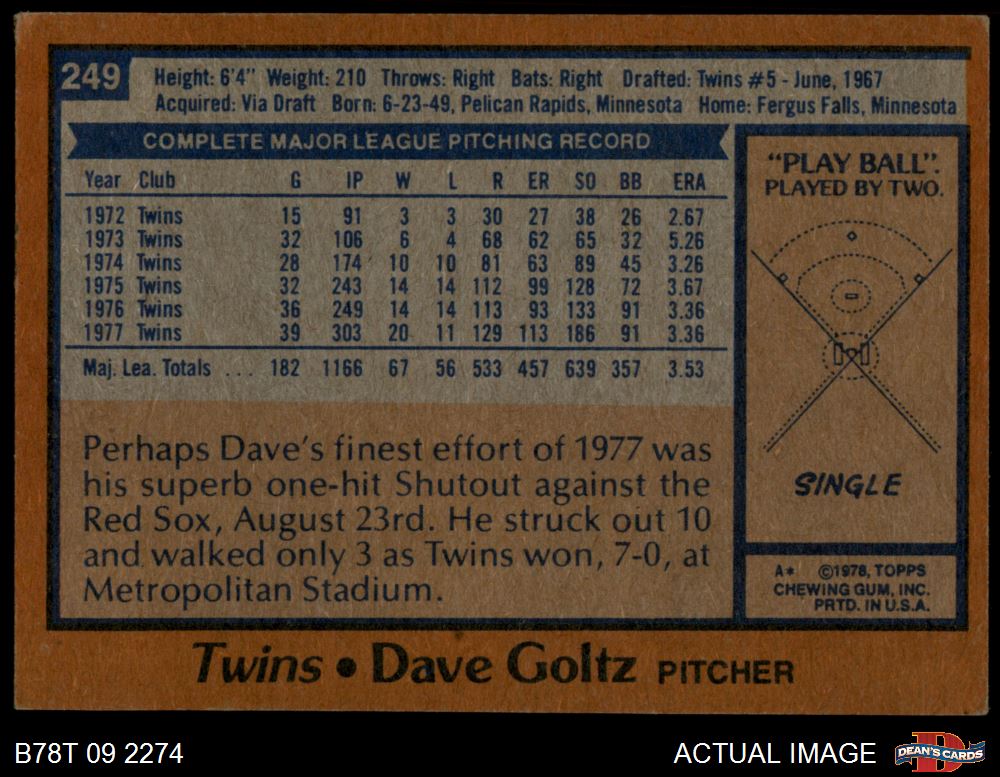 249
Height: 6'4" Weight: 210 Throws: Right Bats: Right Drafted: Twins #5 - June, 1967
Acquired: Via Draft Born: 6-23-49, Pelican Rapids, Minnesota Home: Fergus Falls, Minnesota
COMPLETE MAJOR LEAGUE PITCHING RECORD
Year Club G IP W L R ER SO BB ERA
1972 Twins 15 91 3 3 30 27 38 26 2.67
1973 Twins 32 106 6 4 68 62 65 32 5.26
1974 Twins 28 174 10 10 81 63 89 45 3.26
1975 Twins 32 243 14 14 112 99 128 72 3.67
1976 Twins 36 249 14 14 113 93 133 91 3.36
1977 Twins 39 303 20 11 129 113 186 91 3.36
Maj. Lea. Totals ... 182 1166 67 56 533 457 639 357 3.53
Perhaps Dave's finest effort of 1977 was
his superb one-hit Shutout against the
Red Sox, August 23rd. He struck out 10
and walked only 3 as Twins won, 7-0, at
Metropolitan Stadium.
"PLAY BALL".
PLAYED BY TWO.
SINGLE
A* ©1978, TOPPS
CHEWING GUM, INC.
PRTD. IN U.S.A.
Twins • Dave Goltz PITCHER
B78T 09 2274
ACTUAL IMAGE
DEAN'S CARDS